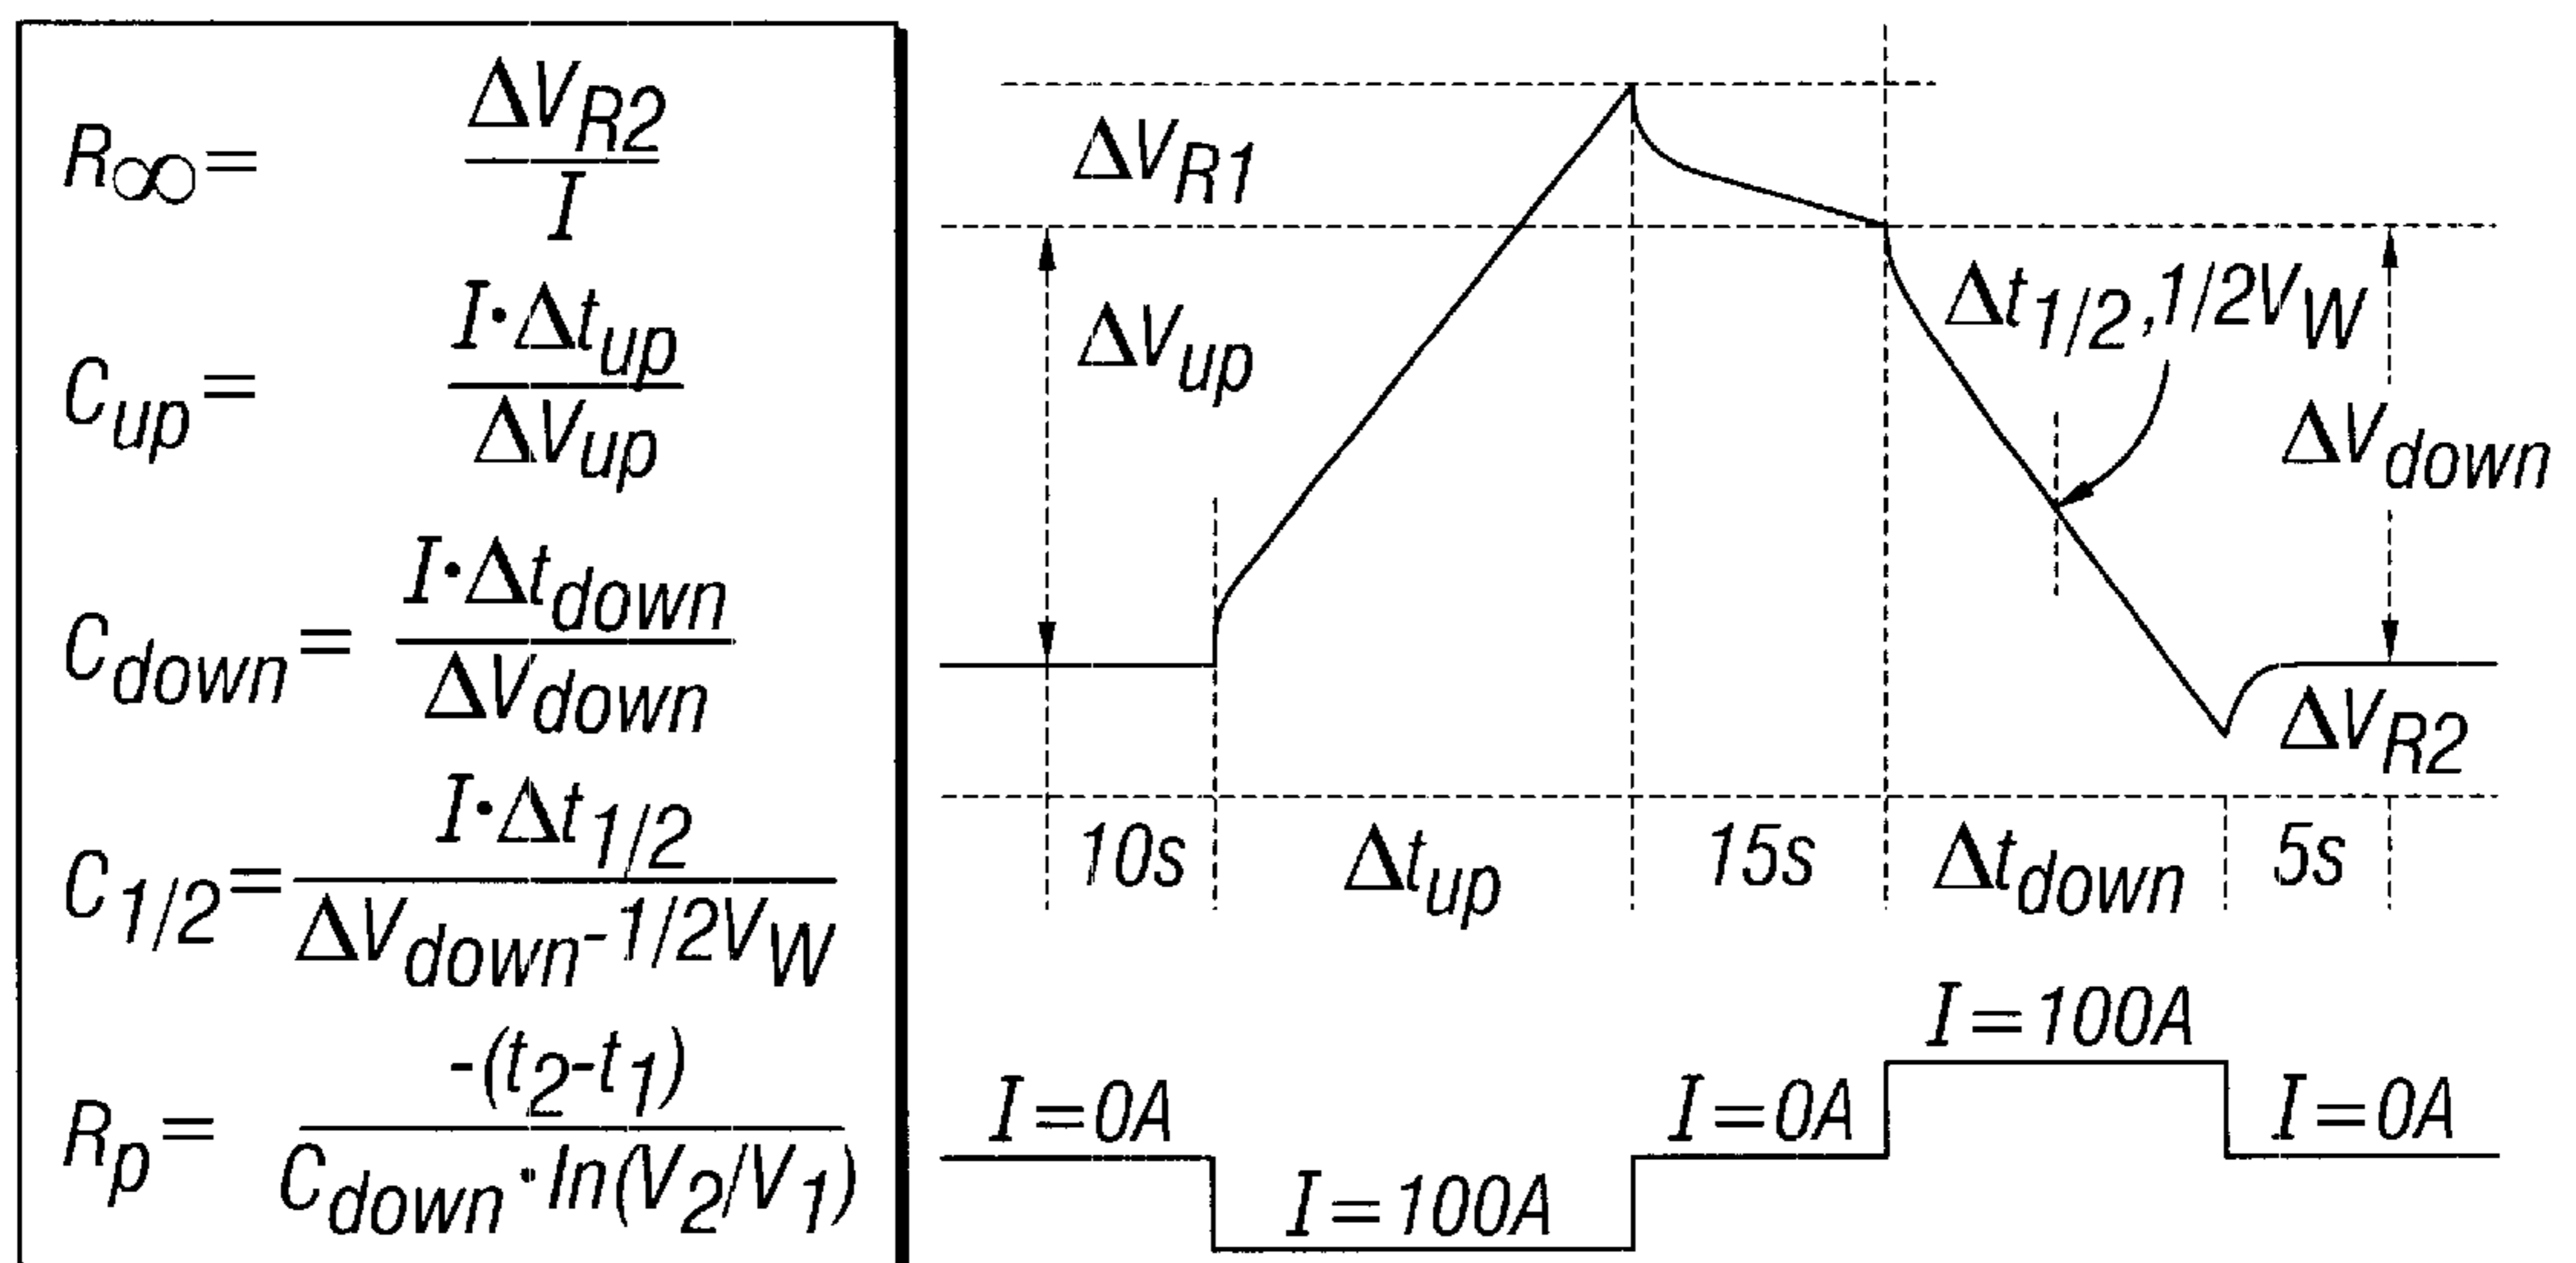 R∞= ΔVR2/I
Cup= I·Δtup/ΔVup
Cdown= I·Δtdown/ΔVdown
C1/2= I·Δt1/2/ΔVdown-1/2VW
Rp= -(t2-t1)/Cdown·ln(V2/V1)
ΔVR1
ΔVup
Δt1/2,1/2VW
ΔVdown
ΔVR2
10s Δtup 15s Δtdown 5s
I=100A
I=0A I=0A I=0A
I=100A